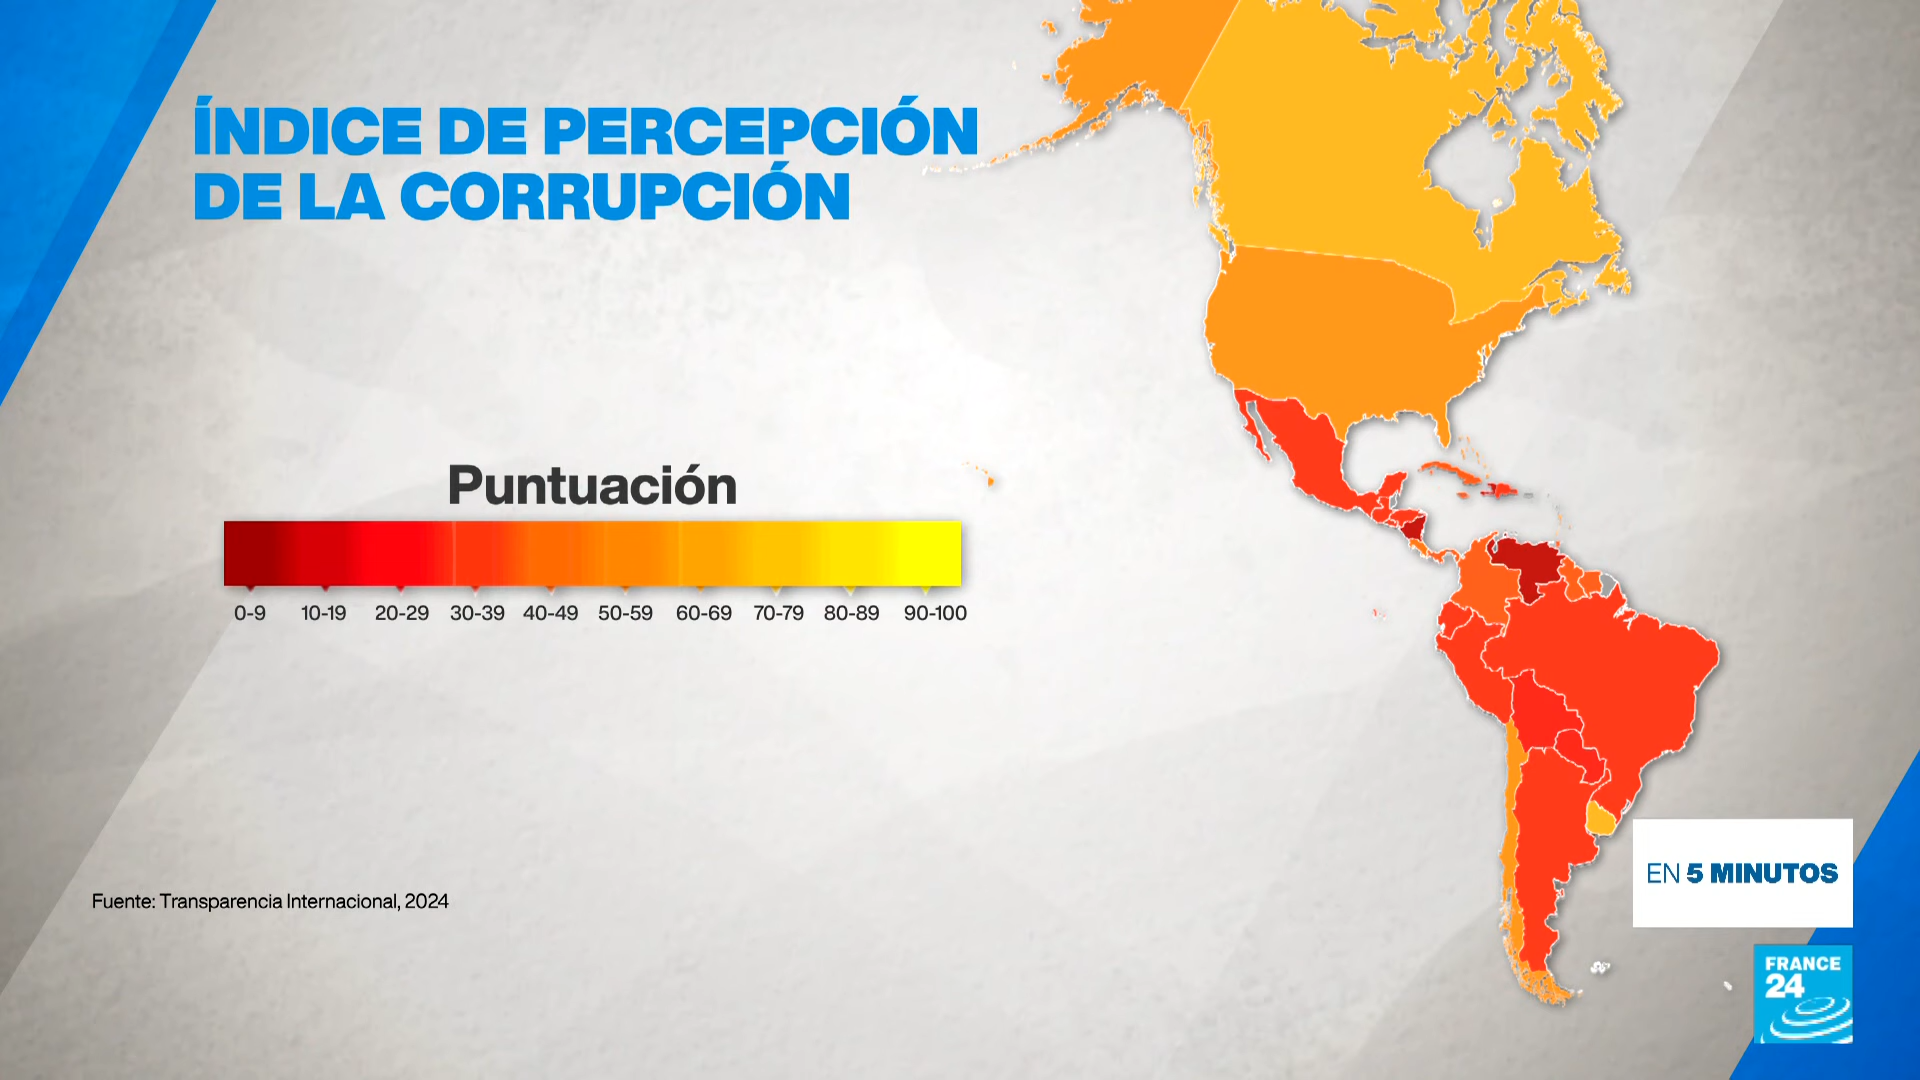 ÍNDICE DE PERCEPCIÓN
DE LA CORRUPCIÓN
Puntuación
0-9 10-19 20-29 30-39 40-49 50-59 60-69 70-79 80-89 90-100
Fuente: Transparencia Internacional, 2024
EN 5 MINUTOS
FRANCE
24